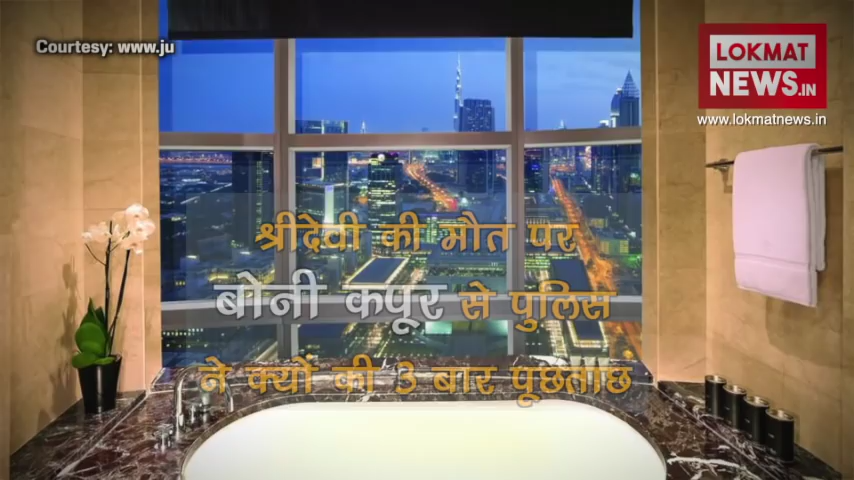 Courtesy: www.ju
LOKMAT
NEWS.IN
www.lokmatnews.in
श्रीदेवी की मौत पर
बोनी कपूर से पुलिस
ने क्यों की 3 बार पूछताछ